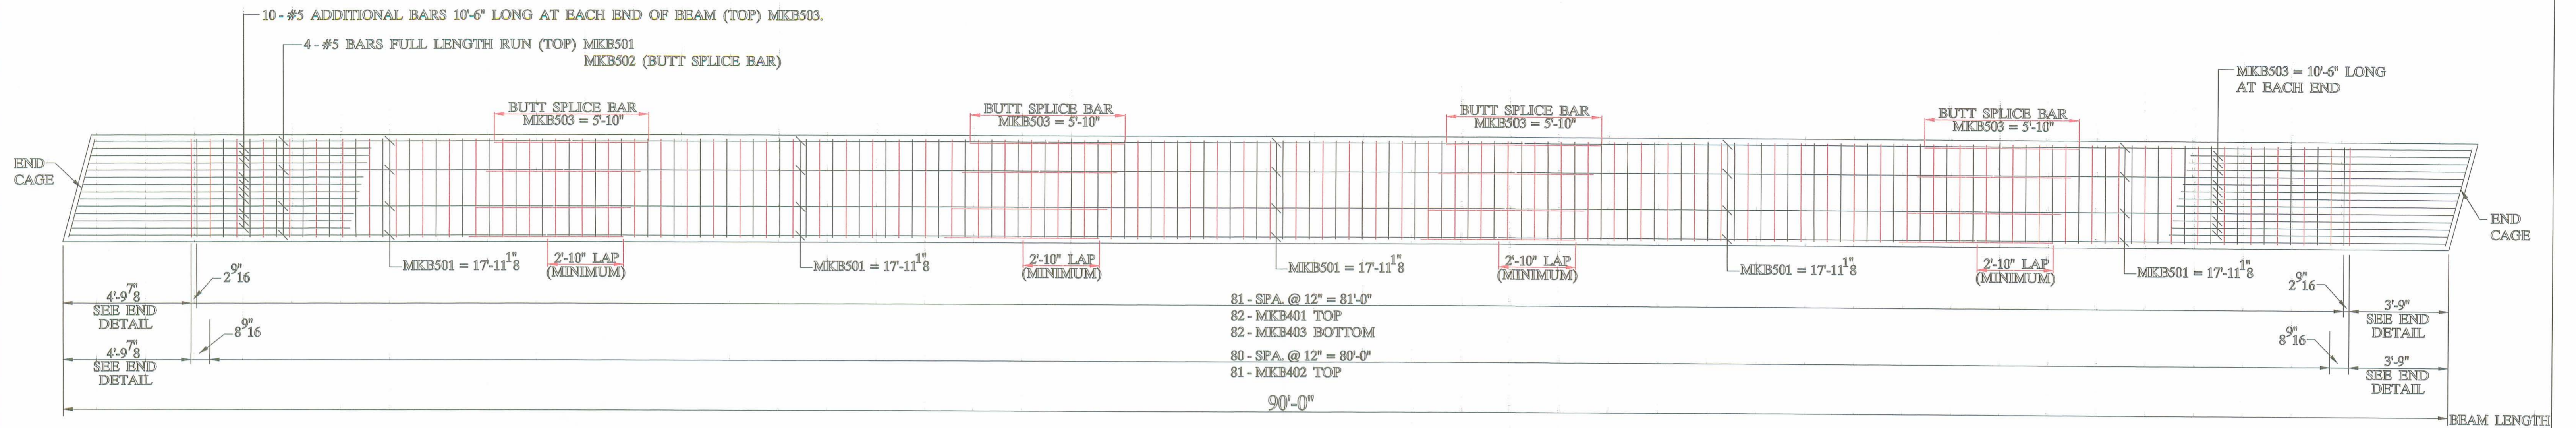 10 - #5 ADDITIONAL BARS 10'-6" LONG AT EACH END OF BEAM (TOP) MKB503.
4 - #5 BARS FULL LENGTH RUN (TOP) MKB501
MKB502 (BUTT SPLICE BAR)
MKB503 = 10'-6" LONG
AT EACH END
BUTT SPLICE BAR
MKB503 = 5'-10"
BUTT SPLICE BAR
MKB503 = 5'-10"
BUTT SPLICE BAR
MKB503 = 5'-10"
BUTT SPLICE BAR
MKB503 = 5'-10"
END
CAGE
END
CAGE
MKB501 = 17'-11 1/8"
2'-10" LAP
(MINIMUM)
MKB501 = 17'-11 1/8"
2'-10" LAP
(MINIMUM)
MKB501 = 17'-11 1/8"
2'-10" LAP
(MINIMUM)
MKB501 = 17'-11 1/8"
2'-10" LAP
(MINIMUM)
MKB501 = 17'-11 1/8"
4'-9 7/8"
SEE END
DETAIL
2 9/16"
81 - SPA. @ 12" = 81'-0"
82 - MKB401 TOP
82 - MKB403 BOTTOM
2 9/16"
3'-9"
SEE END
DETAIL
4'-9 7/8"
SEE END
DETAIL
8 9/16"
80 - SPA. @ 12" = 80'-0"
81 - MKB402 TOP
8 9/16"
3'-9"
SEE END
DETAIL
90'-0"
BEAM LENGTH